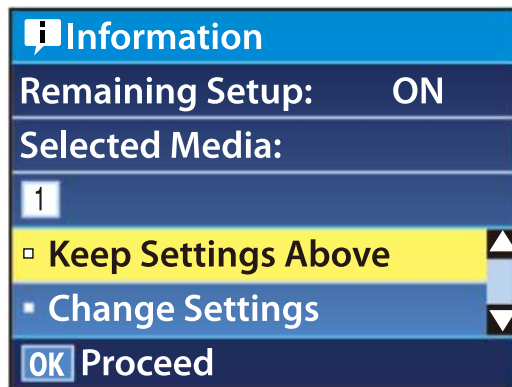 Information
Remaining Setup: ON
Selected Media:
1
Keep Settings Above
Change Settings
OK Proceed